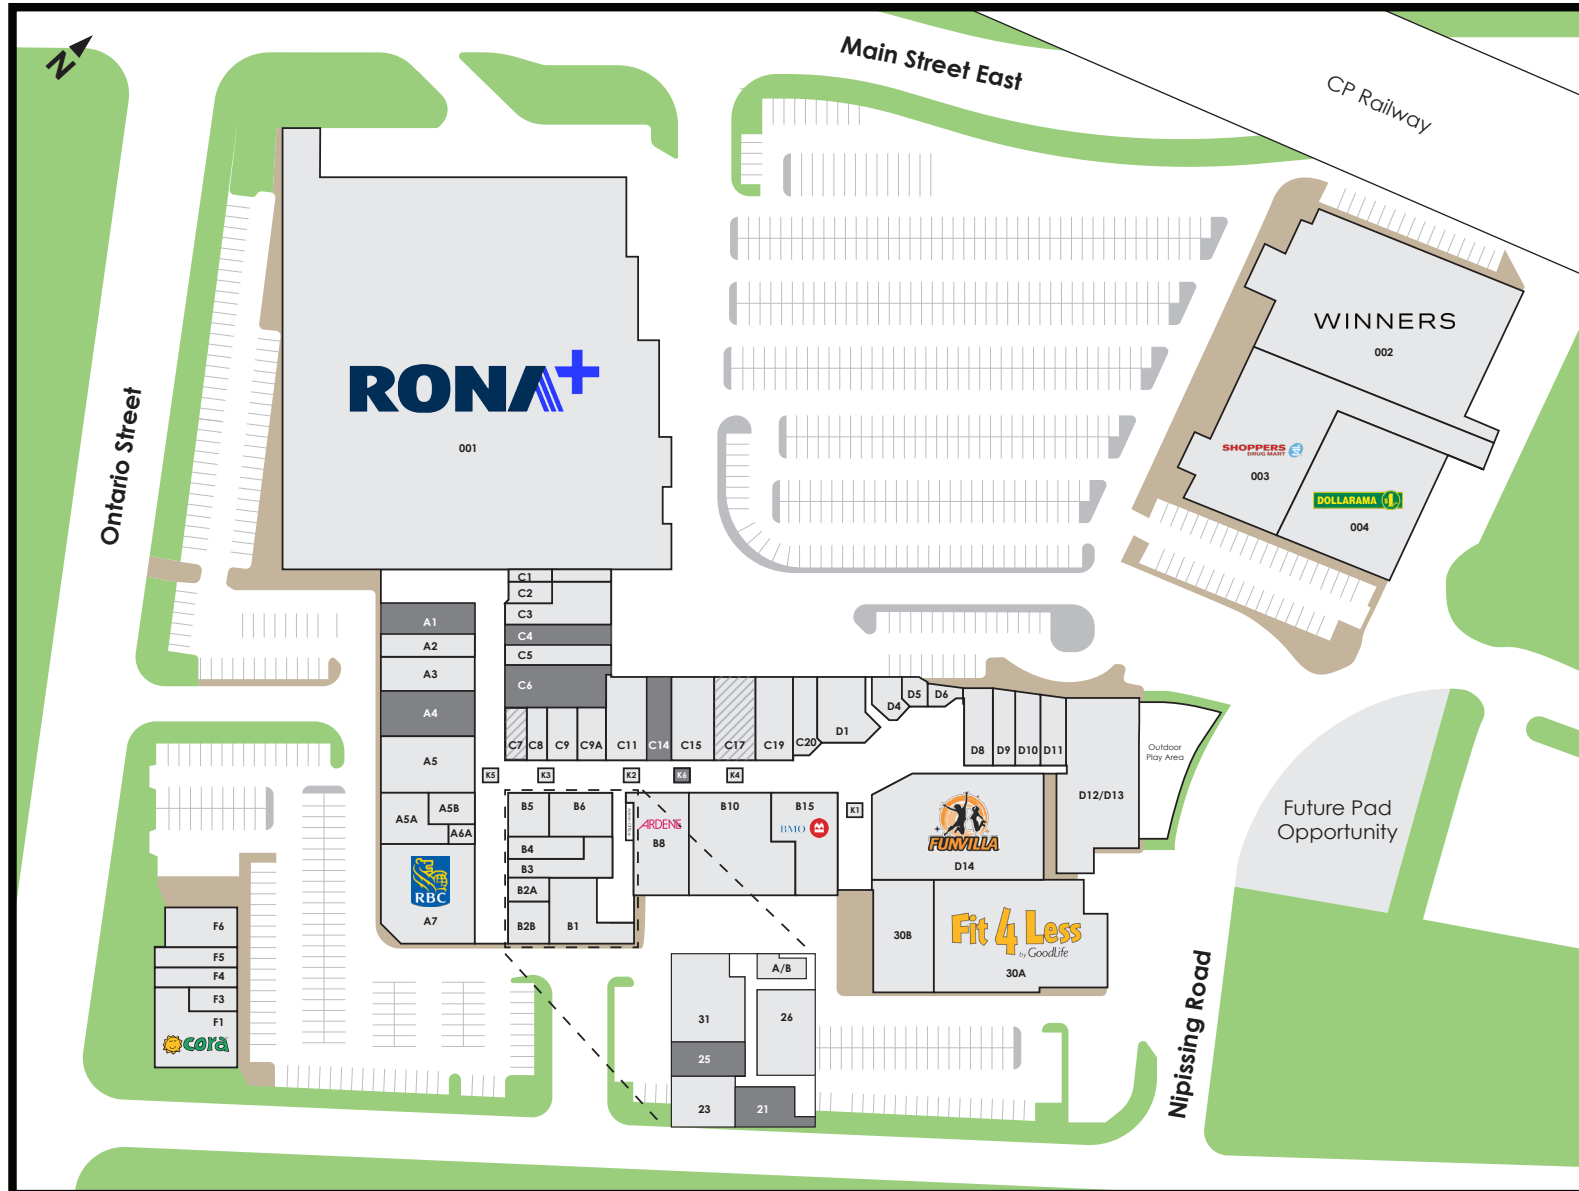 N
Main Street East
CP Railway
Ontario Street
RONA+
001
WINNERS
002
SHOPPERS
DRUG MART
003
DOLLARAMA $1
004
C1
C2
C3
C4
C5
C6
A1
A2
A3
A4
A5
A5A
A5B
A6A
RBC
A7
C7
C8
C9
C9A
C11
C14
C15
C17
C19
C20
D1
D4
D5
D6
D8
D9
D10
D11
D12/D13
Outdoor
Play Area
K5
K3
K2
K6
K4
K1
B5
B6
B4
B3
B2A
B2B
B1
ARDENE
B8
B10
B15
BMO
FUNVILLA
D14
Fit 4 Less
by GoodLife
30A
30B
Future Pad
Opportunity
F6
F5
F4
F3
F1
cora
A/B
31
26
25
23
21
Nipissing Road